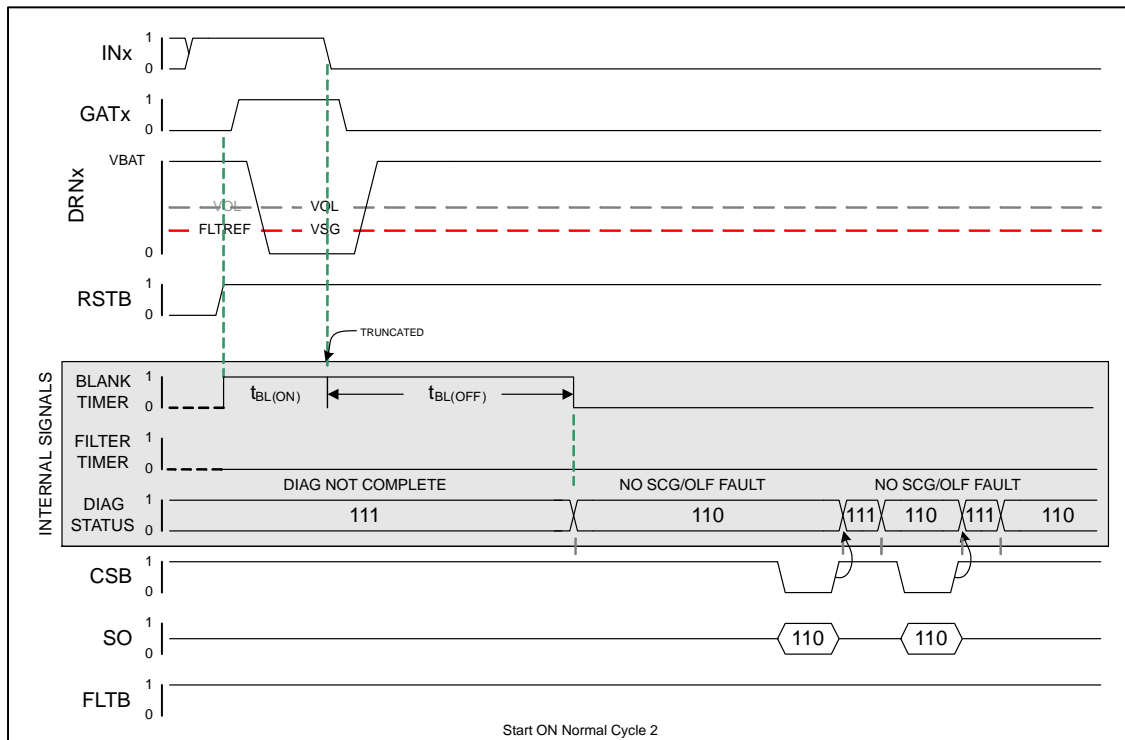 INx
1
0
GATx
1
0
DRNx
VBAT
VOL VOL
FLTREF VSG
0
RSTB
1
0
TRUNCATED
INTERNAL SIGNALS
BLANK TIMER
1
0
tBL(ON) tBL(OFF)
FILTER TIMER
1
0
DIAG NOT COMPLETE NO SCG/OLF FAULT NO SCG/OLF FAULT
DIAG STATUS
1
0
111 110 111 110 111 110
CSB
1
0
SO
1
0
110 110
FLTB
1
0
Start ON Normal Cycle 2